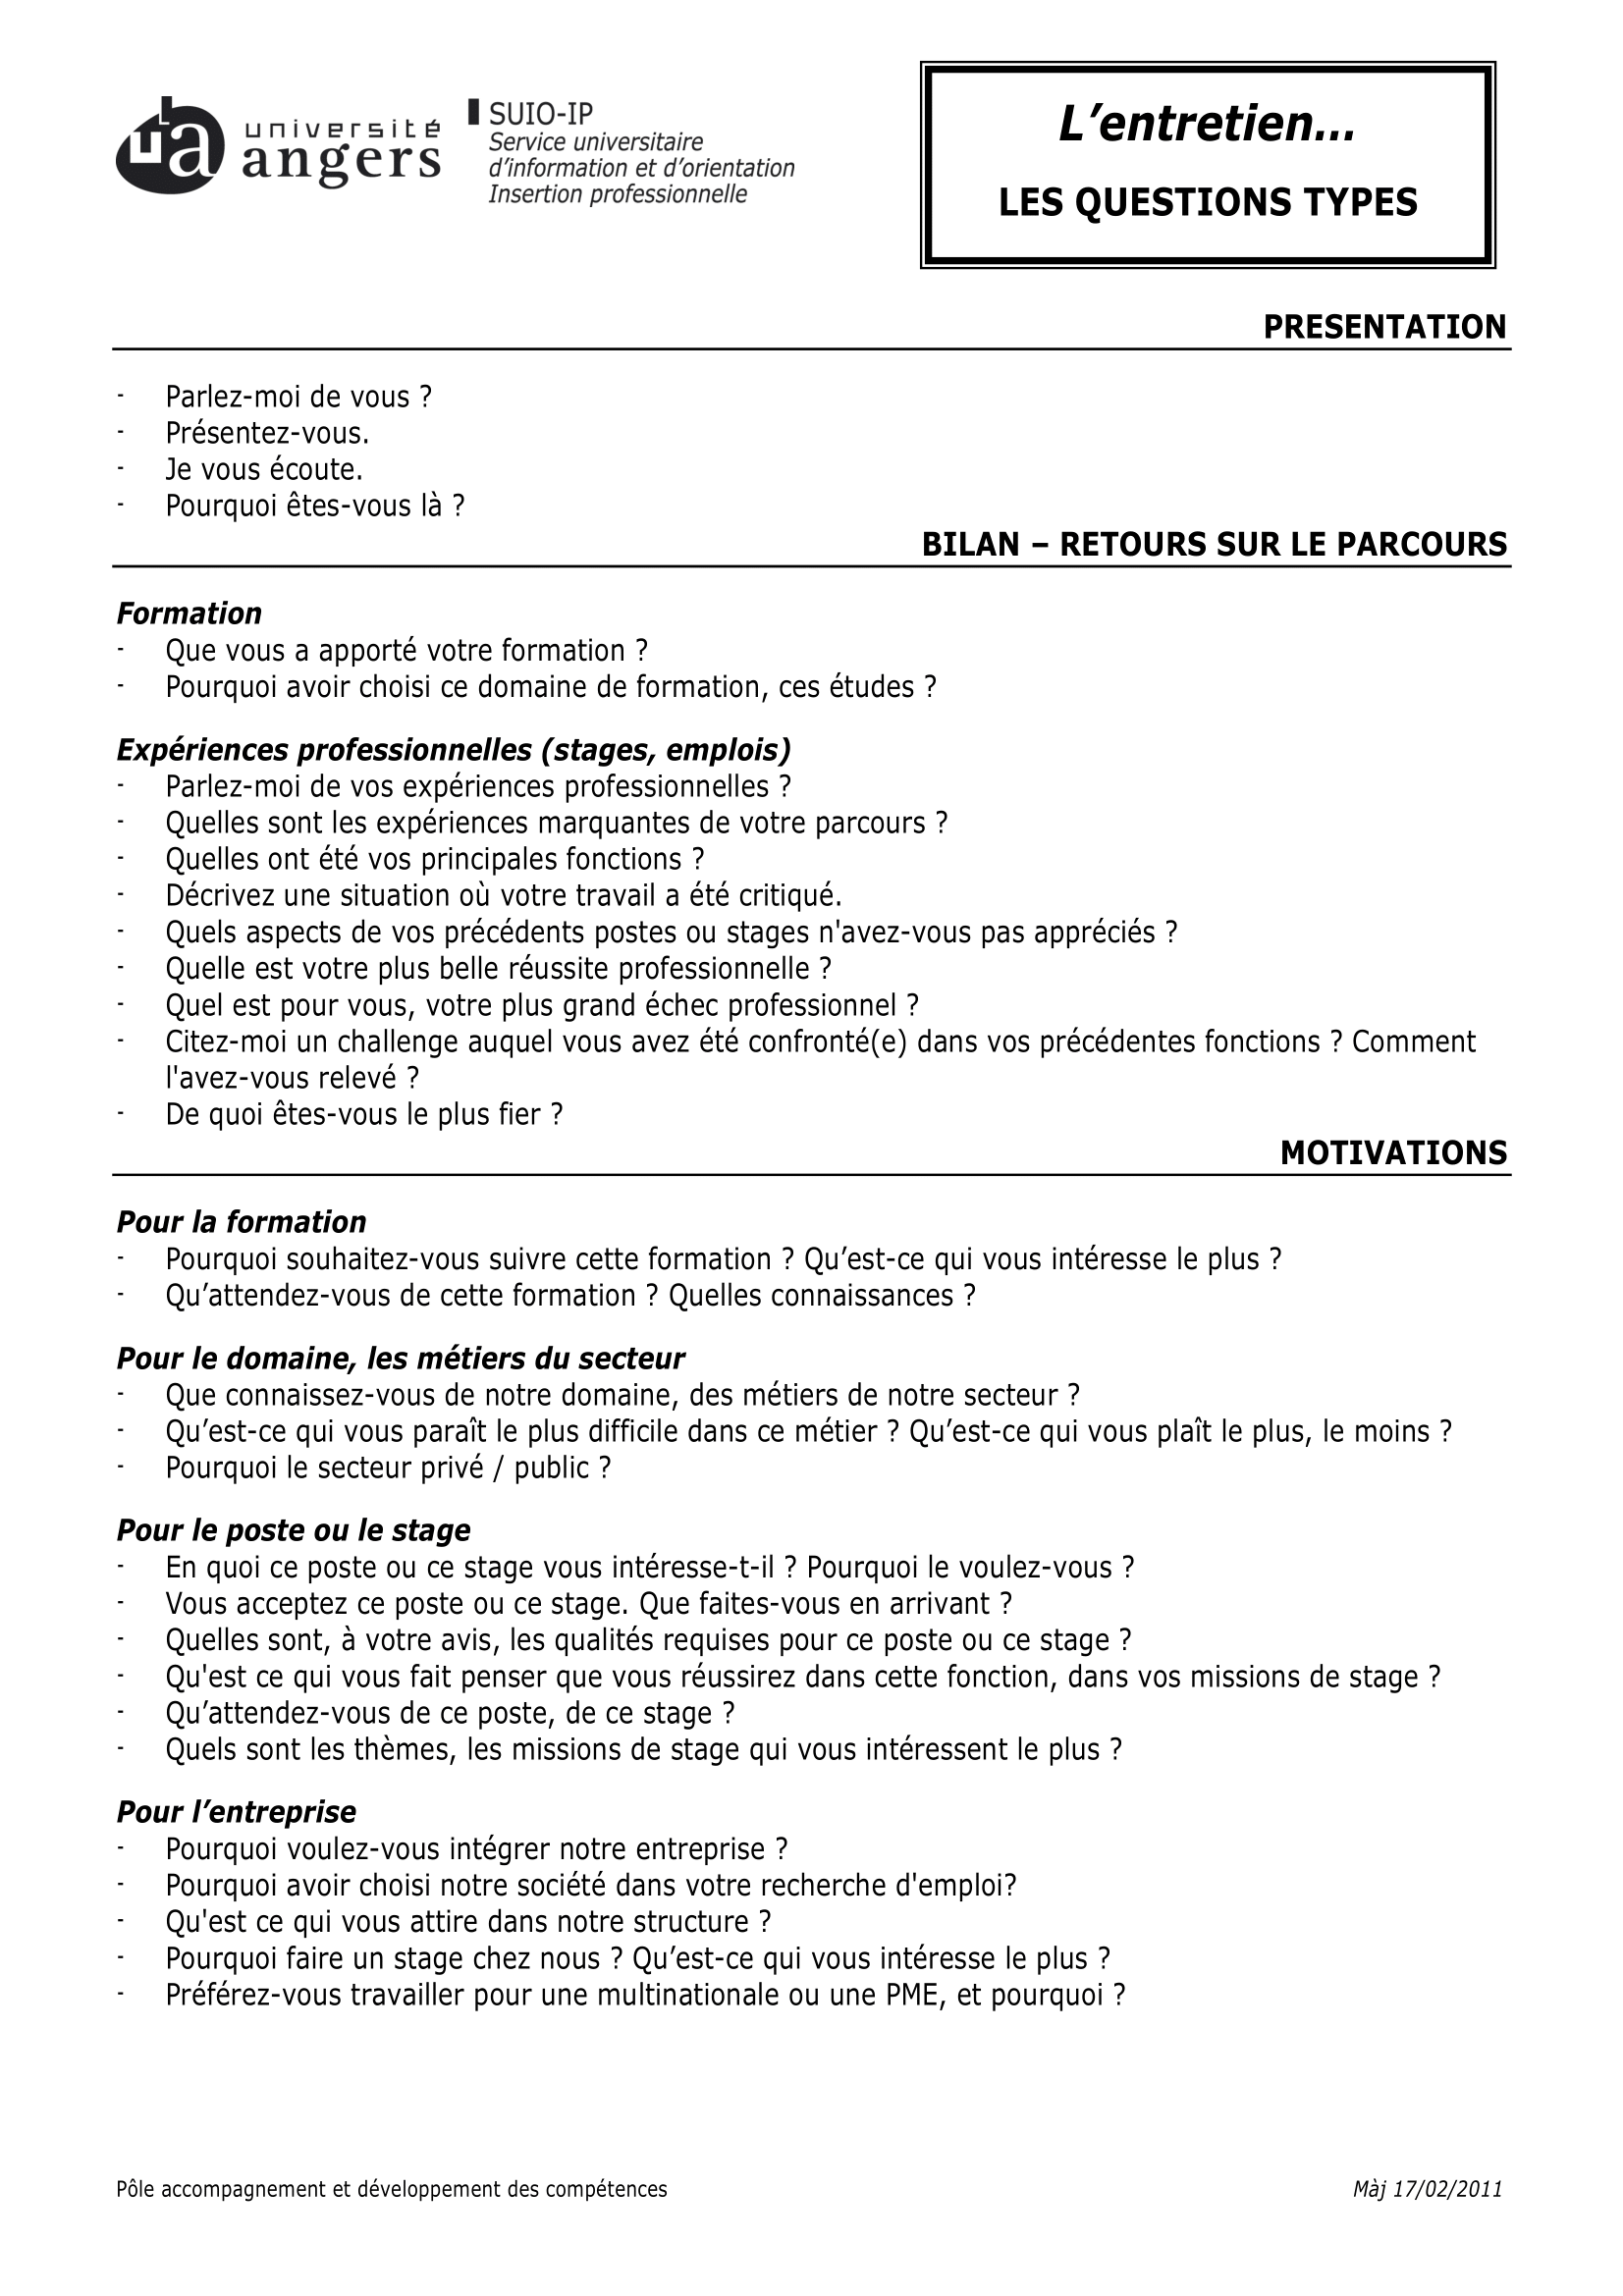 université
angers
SUIO-IP
Service universitaire
d’information et d’orientation
Insertion professionnelle
L’entretien…
LES QUESTIONS TYPES
PRESENTATION
- Parlez-moi de vous ?
- Présentez-vous.
- Je vous écoute.
- Pourquoi êtes-vous là ?
BILAN – RETOURS SUR LE PARCOURS
Formation
- Que vous a apporté votre formation ?
- Pourquoi avoir choisi ce domaine de formation, ces études ?
Expériences professionnelles (stages, emplois)
- Parlez-moi de vos expériences professionnelles ?
- Quelles sont les expériences marquantes de votre parcours ?
- Quelles ont été vos principales fonctions ?
- Décrivez une situation où votre travail a été critiqué.
- Quels aspects de vos précédents postes ou stages n'avez-vous pas appréciés ?
- Quelle est votre plus belle réussite professionnelle ?
- Quel est pour vous, votre plus grand échec professionnel ?
- Citez-moi un challenge auquel vous avez été confronté(e) dans vos précédentes fonctions ? Comment
l'avez-vous relevé ?
- De quoi êtes-vous le plus fier ?
MOTIVATIONS
Pour la formation
- Pourquoi souhaitez-vous suivre cette formation ? Qu’est-ce qui vous intéresse le plus ?
- Qu’attendez-vous de cette formation ? Quelles connaissances ?
Pour le domaine, les métiers du secteur
- Que connaissez-vous de notre domaine, des métiers de notre secteur ?
- Qu’est-ce qui vous paraît le plus difficile dans ce métier ? Qu’est-ce qui vous plaît le plus, le moins ?
- Pourquoi le secteur privé / public ?
Pour le poste ou le stage
- En quoi ce poste ou ce stage vous intéresse-t-il ? Pourquoi le voulez-vous ?
- Vous acceptez ce poste ou ce stage. Que faites-vous en arrivant ?
- Quelles sont, à votre avis, les qualités requises pour ce poste ou ce stage ?
- Qu'est ce qui vous fait penser que vous réussirez dans cette fonction, dans vos missions de stage ?
- Qu’attendez-vous de ce poste, de ce stage ?
- Quels sont les thèmes, les missions de stage qui vous intéressent le plus ?
Pour l’entreprise
- Pourquoi voulez-vous intégrer notre entreprise ?
- Pourquoi avoir choisi notre société dans votre recherche d'emploi?
- Qu'est ce qui vous attire dans notre structure ?
- Pourquoi faire un stage chez nous ? Qu’est-ce qui vous intéresse le plus ?
- Préférez-vous travailler pour une multinationale ou une PME, et pourquoi ?
Pôle accompagnement et développement des compétences
Màj 17/02/2011